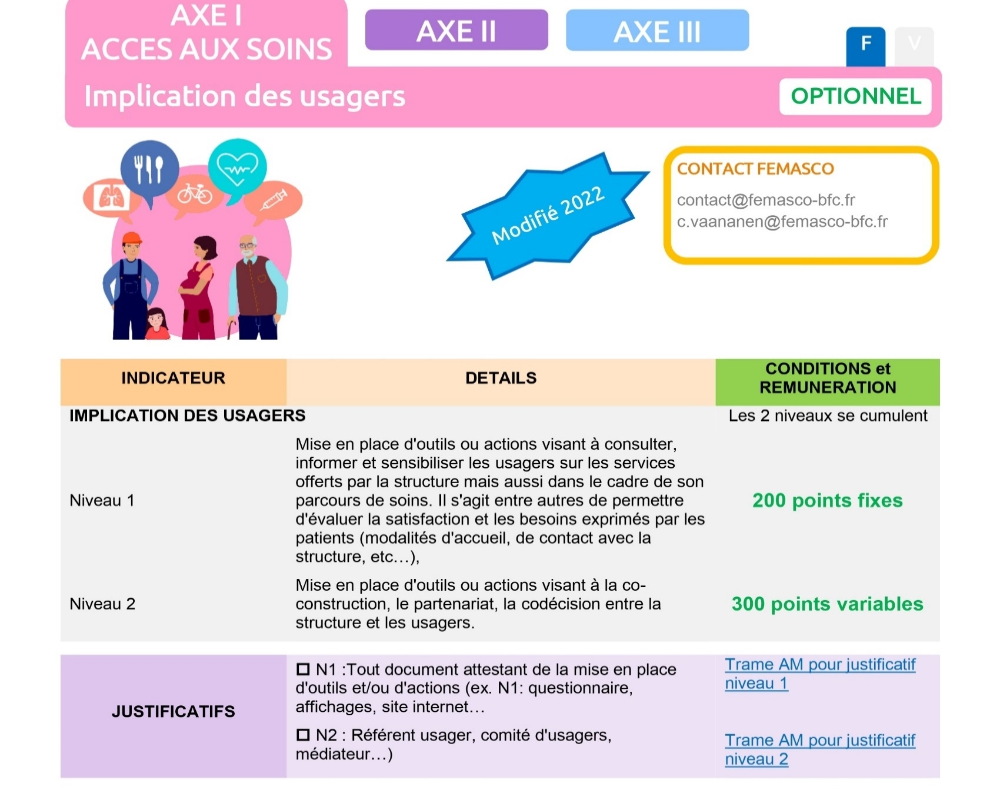 AXE I
ACCES AUX SOINS
AXE II
AXE III
F
V
Implication des usagers
OPTIONNEL
Modifié 2022
CONTACT FEMASCO
contact@femasco-bfc.fr
c.vaananen@femasco-bfc.fr
INDICATEUR
DETAILS
CONDITIONS et
REMUNERATION
IMPLICATION DES USAGERS
Les 2 niveaux se cumulent
Niveau 1
Mise en place d'outils ou actions visant à consulter,
informer et sensibiliser les usagers sur les services
offerts par la structure mais aussi dans le cadre de son
parcours de soins. Il s'agit entre autres de permettre
d'évaluer la satisfaction et les besoins exprimés par les
patients (modalités d'accueil, de contact avec la
structure, etc…),
200 points fixes
Niveau 2
Mise en place d'outils ou actions visant à la co-
construction, le partenariat, la codécision entre la
structure et les usagers.
300 points variables
JUSTIFICATIFS
☐ N1 :Tout document attestant de la mise en place
d'outils et/ou d'actions (ex. N1: questionnaire,
affichages, site internet…
Trame AM pour justificatif
niveau 1
☐ N2 : Référent usager, comité d'usagers,
médiateur…)
Trame AM pour justificatif
niveau 2